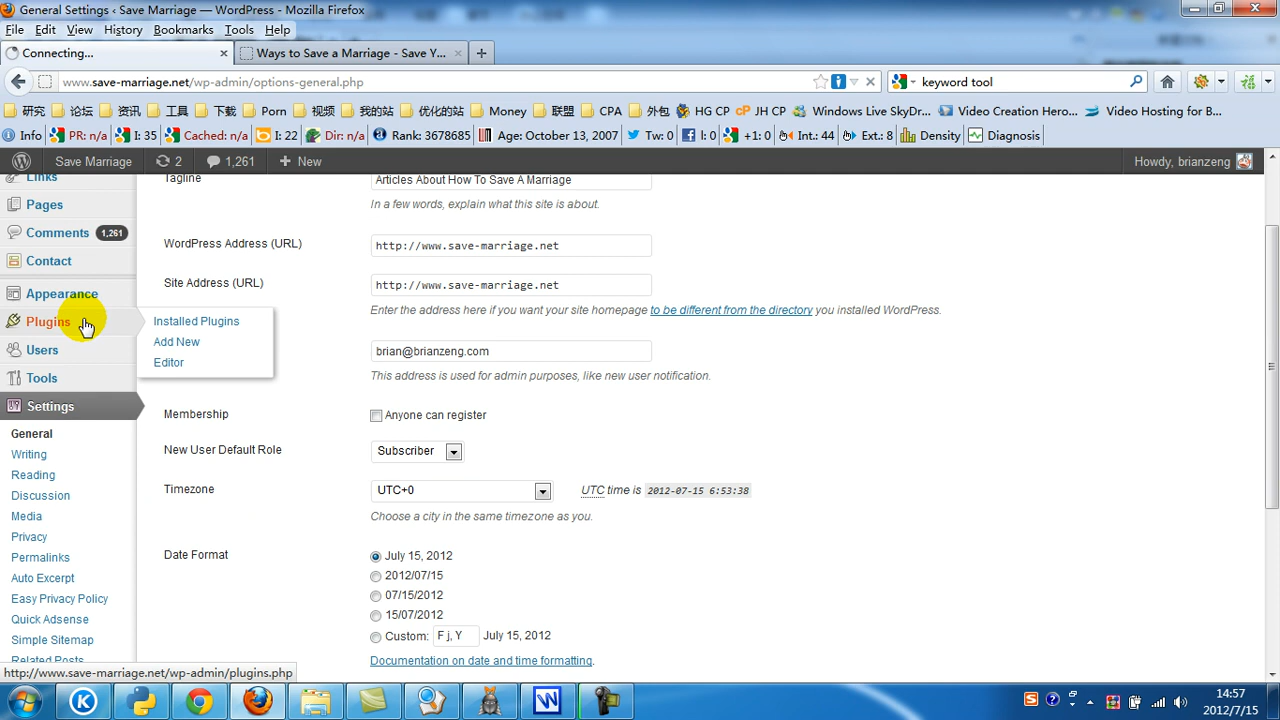 General Settings ‹ Save Marriage — WordPress - Mozilla Firefox
File Edit View History Bookmarks Tools Help
Connecting... × Ways to Save a Marriage - Save Y... × +
www.save-marriage.net/wp-admin/options-general.php keyword tool
研究 论坛 资讯 工具 下载 Porn 视频 我的站 优化的站 Money 联盟 CPA 外包 HG CP JH CP Windows Live SkyDr... Video Creation Hero... Video Hosting for B...
Info PR: n/a I: 35 Cached: n/a I: 22 Dir: n/a Rank: 3678685 Age: October 13, 2007 Tw: 0 l: 0 +1: 0 Int.: 44 Ext.: 8 Density Diagnosis
Save Marriage 2 1,261 + New Howdy, brianzeng
Links
Pages
Comments 1,261
Contact
Appearance
Plugins
Installed Plugins
Add New
Editor
Users
Tools
Settings
General
Writing
Reading
Discussion
Media
Privacy
Permalinks
Auto Excerpt
Easy Privacy Policy
Quick Adsense
Simple Sitemap
Related Posts
Tagline Articles About How To Save A Marriage
In a few words, explain what this site is about.
WordPress Address (URL) http://www.save-marriage.net
Site Address (URL) http://www.save-marriage.net
Enter the address here if you want your site homepage to be different from the directory you installed WordPress.
brian@brianzeng.com
This address is used for admin purposes, like new user notification.
Membership Anyone can register
New User Default Role Subscriber
Timezone UTC+0 UTC time is 2012-07-15 6:53:38
Choose a city in the same timezone as you.
Date Format July 15, 2012
2012/07/15
07/15/2012
15/07/2012
Custom: F j, Y July 15, 2012
Documentation on date and time formatting.
http://www.save-marriage.net/wp-admin/plugins.php
14:57
2012/7/15